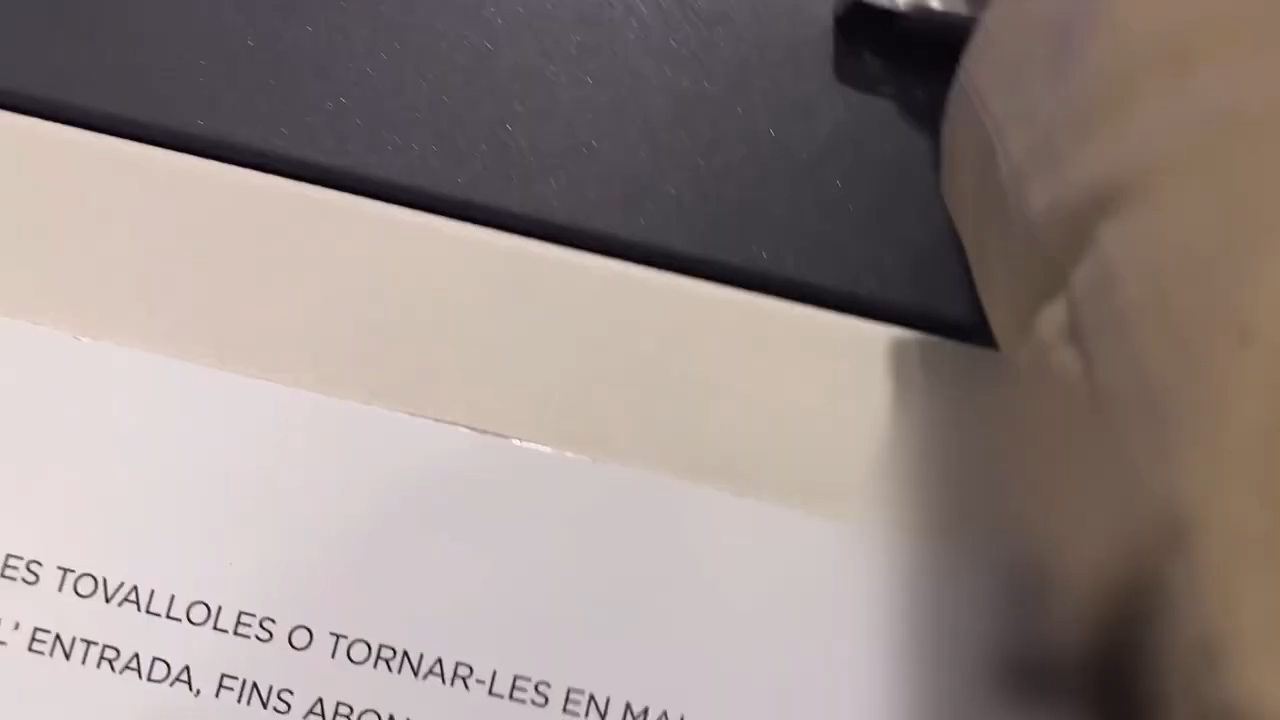 ES TOVALLOLES O TORNAR-LES EN
L' ENTRADA, FINS